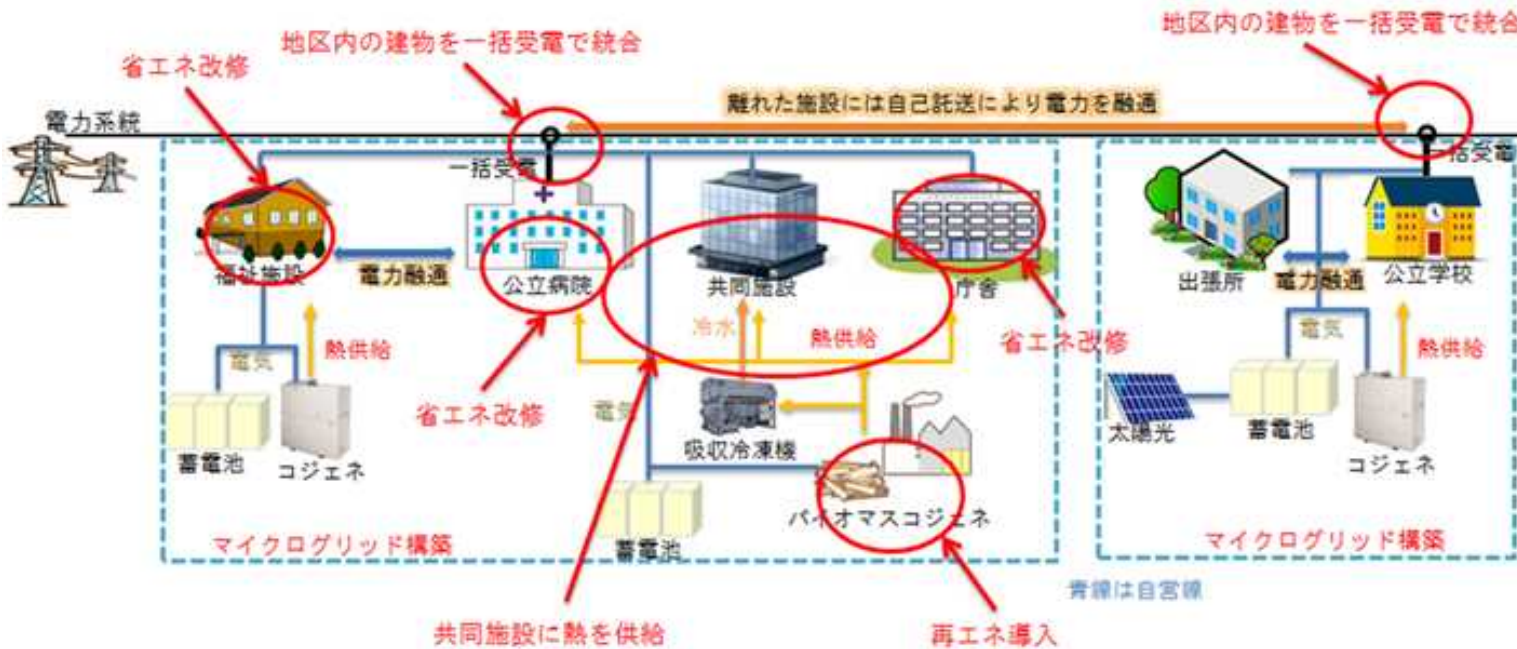 地区内の建物を一括受電で統合
地区内の建物を一括受電で統合
省エネ改修
離れた施設には自己託送により電力を融通
電力系統
一括受電
一括受電
福祉施設
電力融通
公立病院
共同施設
庁舎
出張所
電力融通
公立学校
冷水
熱供給
省エネ改修
電気
熱供給
電気
熱供給
省エネ改修
電気
吸収冷凍機
太陽光
蓄電池
コジェネ
蓄電池
コジェネ
バイオマスコジェネ
マイクログリッド構築
蓄電池
マイクログリッド構築
青線は自営線
共同施設に熱を供給
再エネ導入